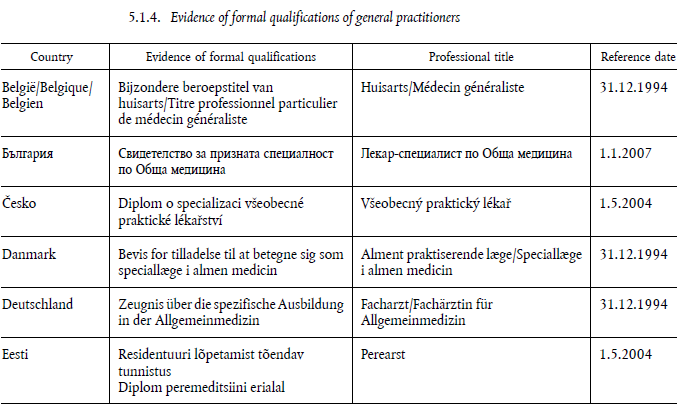 5.1.4. Evidence of formal qualifications of general practitioners
Country Evidence of formal qualifications Professional title Reference date
België/Belgique/ Bijzondere beroepstitel van Huisarts/Médecin généraliste 31.12.1994
Belgien huisarts/Titre professionnel particulier
de médecin généraliste
България Свидетелство за призната специалност Лекар-специалист по Обща медицина 1.1.2007
по Обща медицина
Česko Diplom o specializaci všeobecné Všeobecný praktický lékař 1.5.2004
praktické lékařství
Danmark Bevis for tilladelse til at betegne sig som Alment praktiserende læge/Speciallæge 31.12.1994
speciallæge i almen medicin i almen medicin
Deutschland Zeugnis über die spezifische Ausbildung Facharzt/Fachärztin für 31.12.1994
in der Allgemeinmedizin Allgemeinmedizin
Eesti Residentuuri lõpetamist tõendav Perearst 1.5.2004
tunnistus
Diplom peremeditsiini erialal